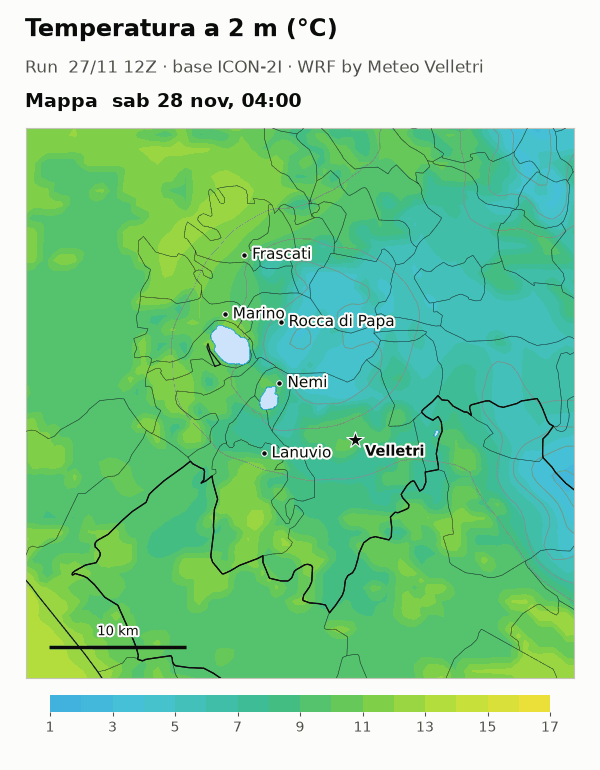 Temperatura a 2 m (°C)
Run 27/11 12Z · base ICON-2I · WRF by Meteo Velletri
Mappa sab 28 nov, 04:00
Frascati
Marino
Rocca di Papa
Nemi
Velletri
Lanuvio
10 km
1 3 5 7 9 11 13 15 17